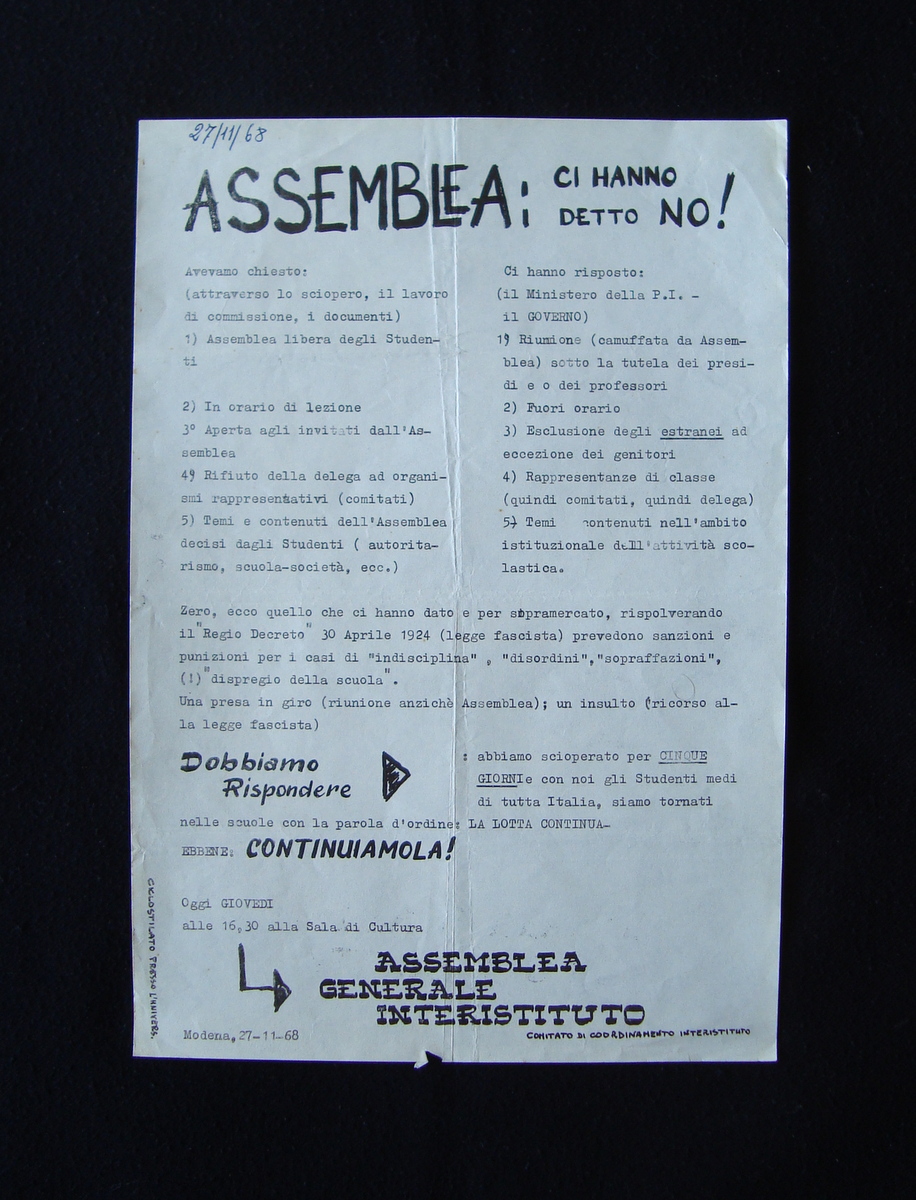 27/11/68
ASSEMBLEA: CI HANNO
DETTO NO!
Avevamo chiesto:
(attraverso lo sciopero, il lavoro
di commissione, i documenti)
1) Assemblea libera degli Studen-
ti
2) In orario di lezione
3° Aperta agli invitati dall'As-
semblea
4) Rifiuto della delega ad organi-
smi rappresentativi (comitati)
5) Temi e contenuti dell'Assemblea
decisi dagli Studenti ( autorita-
rismo, scuola-società, ecc.)
Ci hanno risposto:
(il Ministero della P.I. -
il GOVERNO)
1) Riunione (camuffata da Assem-
blea) sotto la tutela dei presi-
di e o dei professori
2) Fuori orario
3) Esclusione degli estranei ad
eccezione dei genitori
4) Rappresentanze di classe
(quindi comitati, quindi delega)
5) Temi contenuti nell'ambito
istituzionale dell'attività sco-
lastica.
Zero, ecco quello che ci hanno dato e per sopramercato, rispolverando
il "Regio Decreto" 30 Aprile 1924 (legge fascista) prevedono sanzioni e
punizioni per i casi di "indisciplina" , "disordini","sopraffazioni",
(!) "dispregio della scuola".
Una presa in giro (riunione anzichè Assemblea); un insulto (ricorso al-
la legge fascista)
Dobbiamo
Rispondere
: abbiamo scioperato per CINQUE
GIORNIe con noi gli Studenti medi
di tutta Italia, siamo tornati
nelle scuole con la parola d'ordine: LA LOTTA CONTINUA-
EBBENE: CONTINUIAMOLA!
Oggi GIOVEDI
alle 16,30 alla Sala di Cultura
ASSEMBLEA
GENERALE
INTERISTITUTO
Modena,27-11-68
COMITATO DI COORDINAMENTO INTERISTITUTO
CICLOSTILATO PRESSO L'UNIVERS.